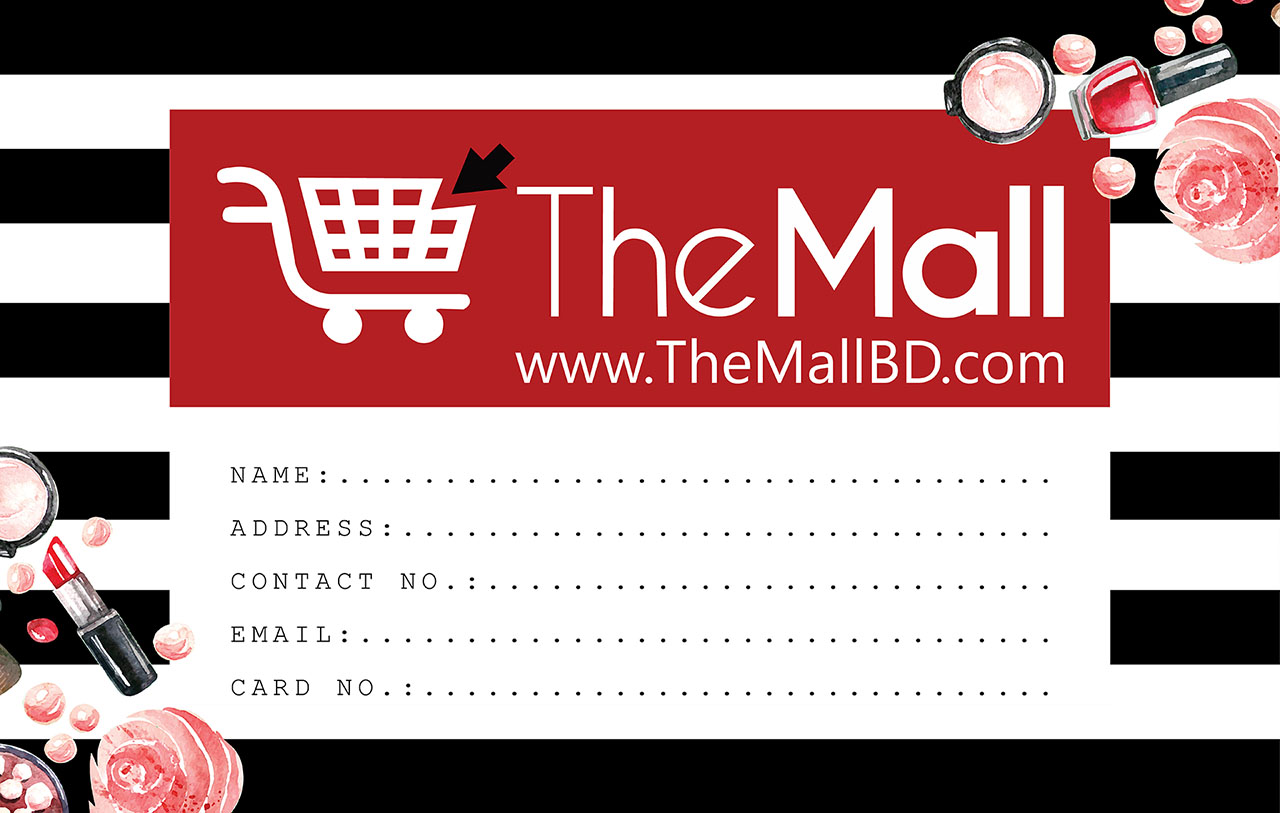 TheMall
www.TheMallBD.com
NAME:..................................
ADDRESS:...............................
CONTACT NO.:...........................
EMAIL:.................................
CARD NO.:..............................